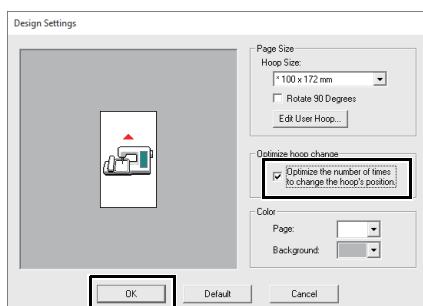 Design Settings
Page Size
Hoop Size:
* 100 x 172 mm
Rotate 90 Degrees
Edit User Hoop...
Optimize hoop change
Optimize the number of times
to change the hoop's position.
Color
Page:
Background:
OK
Default
Cancel